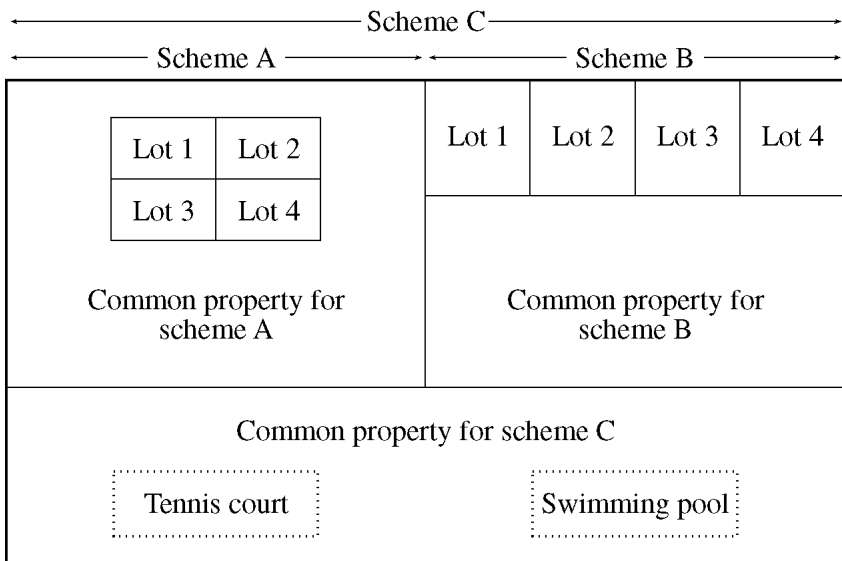 Scheme C
Scheme A
Scheme B
Lot 1
Lot 2
Lot 3
Lot 4
Common property for
scheme A
Lot 1
Lot 2
Lot 3
Lot 4
Common property for
scheme B
Common property for scheme C
Tennis court
Swimming pool